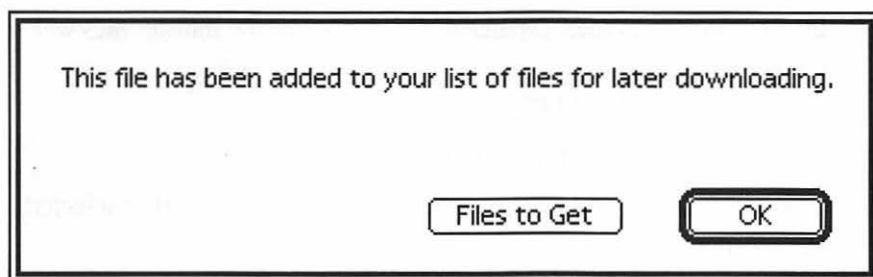 This file has been added to your list of files for later downloading.
Files to Get
OK